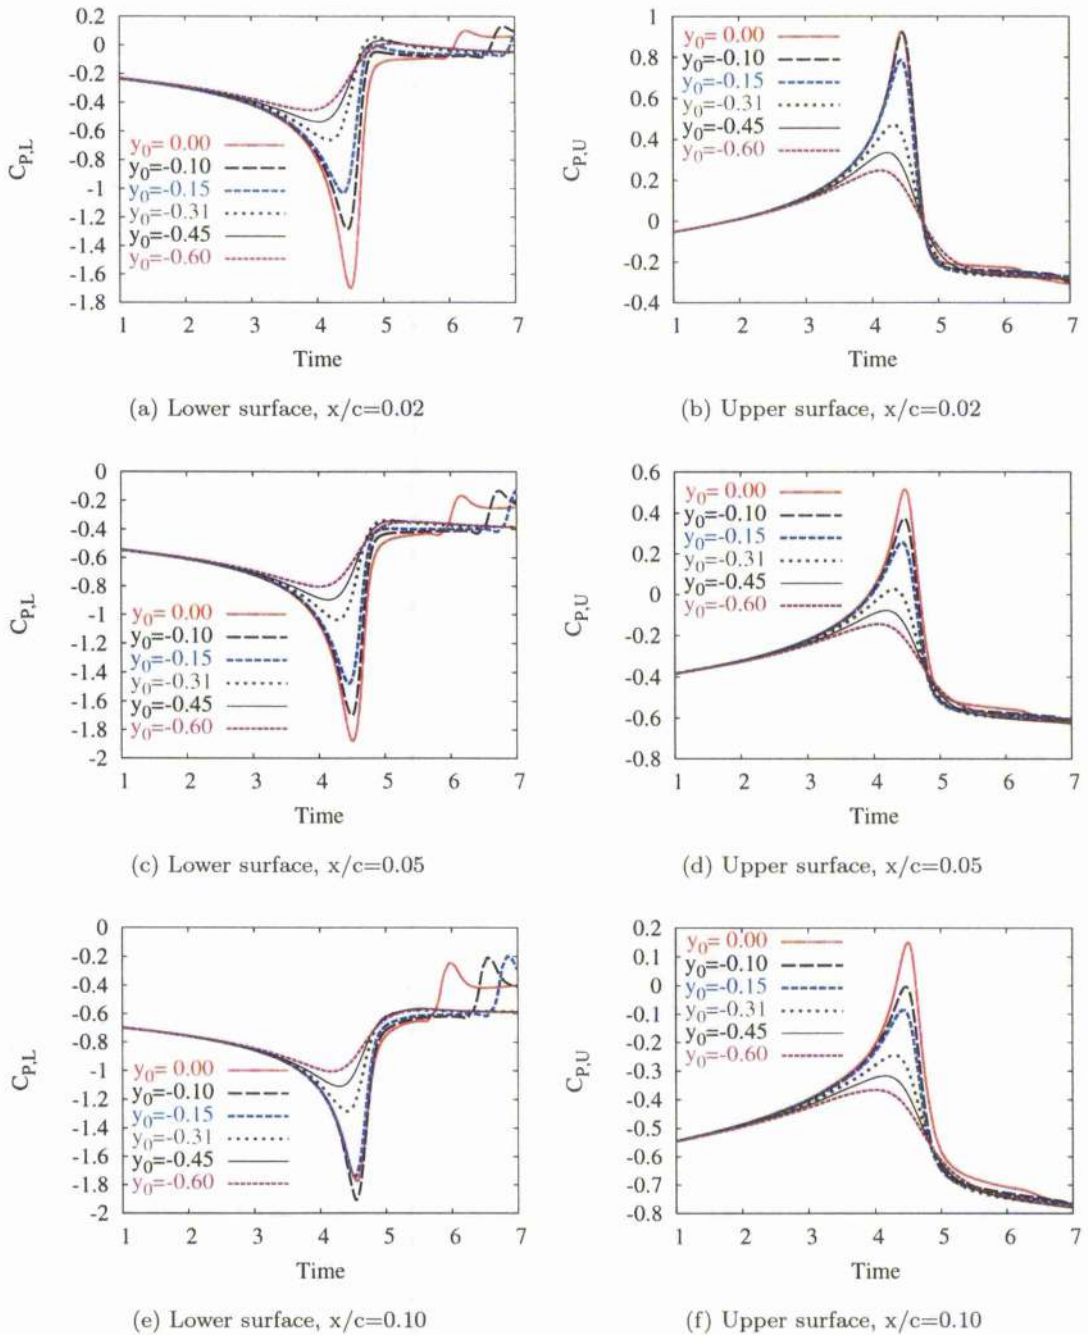 0.2
0
-0.2
-0.4
-0.6
-0.8
-1
-1.2
-1.4
-1.6
-1.8
C_P,L
y_0= 0.00
y_0=-0.10
y_0=-0.15
y_0=-0.31
y_0=-0.45
y_0=-0.60
1 2 3 4 5 6 7
Time
(a) Lower surface, x/c=0.02
1
0.8
0.6
0.4
0.2
0
-0.2
-0.4
C_P,U
y_0= 0.00
y_0=-0.10
y_0=-0.15
y_0=-0.31
y_0=-0.45
y_0=-0.60
1 2 3 4 5 6 7
Time
(b) Upper surface, x/c=0.02
0
-0.2
-0.4
-0.6
-0.8
-1
-1.2
-1.4
-1.6
-1.8
-2
C_P,L
y_0= 0.00
y_0=-0.10
y_0=-0.15
y_0=-0.31
y_0=-0.45
y_0=-0.60
1 2 3 4 5 6 7
Time
(c) Lower surface, x/c=0.05
0.6
0.4
0.2
0
-0.2
-0.4
-0.6
-0.8
C_P,U
y_0= 0.00
y_0=-0.10
y_0=-0.15
y_0=-0.31
y_0=-0.45
y_0=-0.60
1 2 3 4 5 6 7
Time
(d) Upper surface, x/c=0.05
0
-0.2
-0.4
-0.6
-0.8
-1
-1.2
-1.4
-1.6
-1.8
-2
C_P,L
y_0= 0.00
y_0=-0.10
y_0=-0.15
y_0=-0.31
y_0=-0.45
y_0=-0.60
1 2 3 4 5 6 7
Time
(e) Lower surface, x/c=0.10
0.2
0.1
0
-0.1
-0.2
-0.3
-0.4
-0.5
-0.6
-0.7
-0.8
C_P,U
y_0= 0.00
y_0=-0.10
y_0=-0.15
y_0=-0.31
y_0=-0.45
y_0=-0.60
1 2 3 4 5 6 7
Time
(f) Upper surface, x/c=0.10